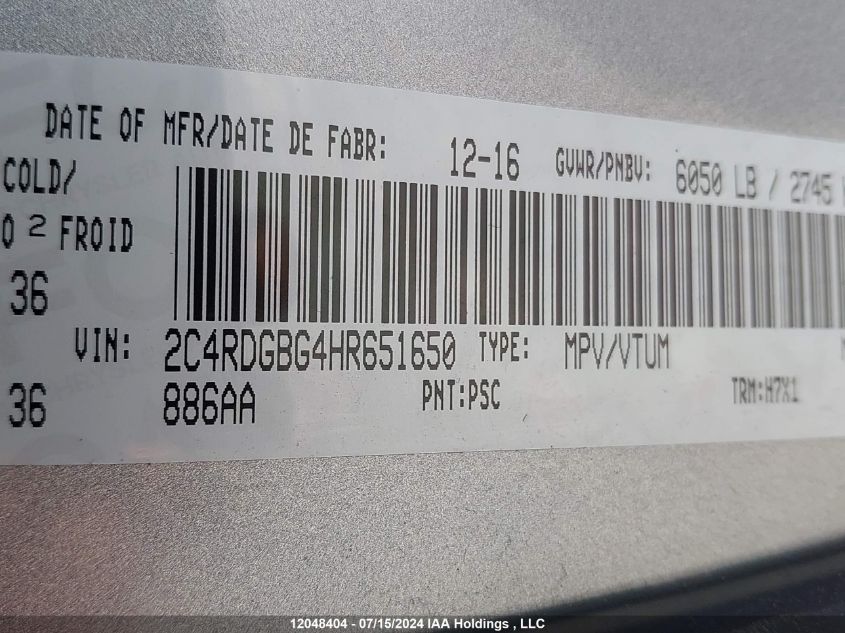 DATE OF MFR/DATE DE FABR: 12-16 GVWR/PNBV: 6050 LB / 2745
COLD/
O 2 FROID
36
VIN: 2C4RDGBG4HR651650 TYPE: MPV/VTUM
36 886AA PNT:PSC TRM:H7X1
12048404 - 07/15/2024 IAA Holdings , LLC